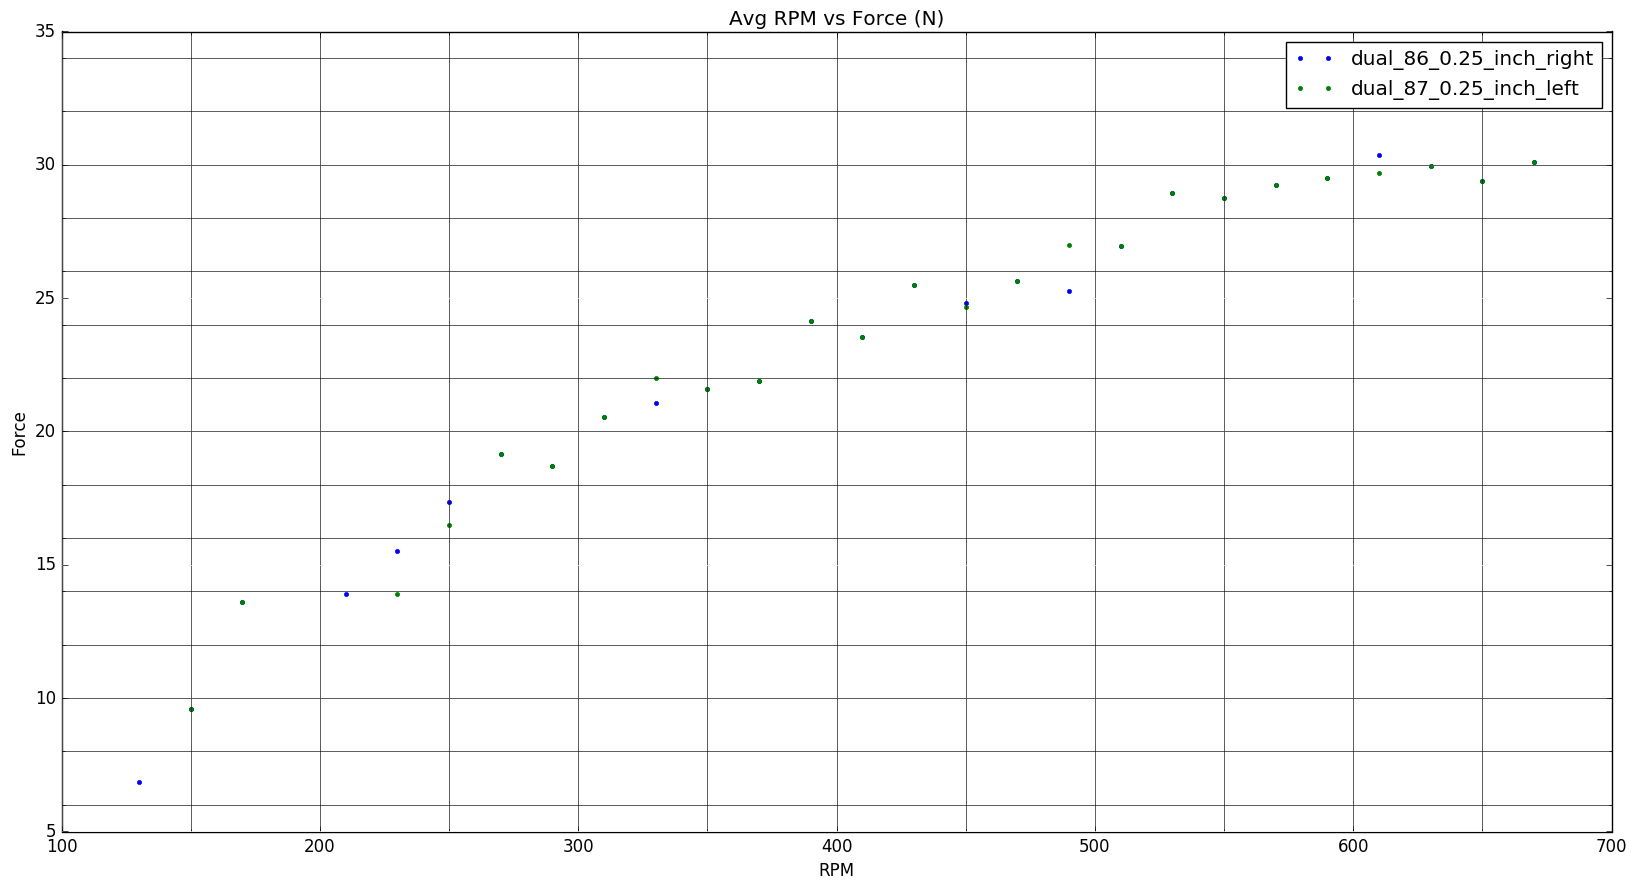 Avg RPM vs Force (N)
35
dual_86_0.25_inch_right
dual_87_0.25_inch_left
30
25
20
Force
15
10
5
100 200 300 400 500 600 700
RPM